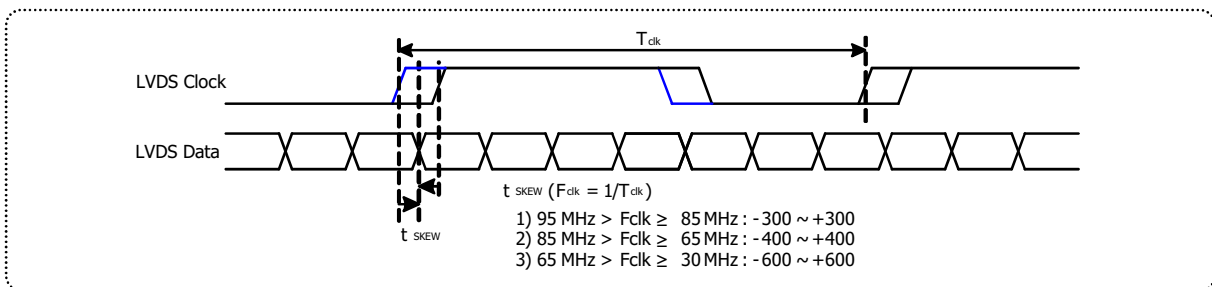 Tclk
LVDS Clock
LVDS Data
t SKEW (Fclk = 1/Tclk)
1) 95 MHz > Fclk ≥ 85 MHz : -300 ~ +300
2) 85 MHz > Fclk ≥ 65 MHz : -400 ~ +400
3) 65 MHz > Fclk ≥ 30 MHz : -600 ~ +600
t SKEW